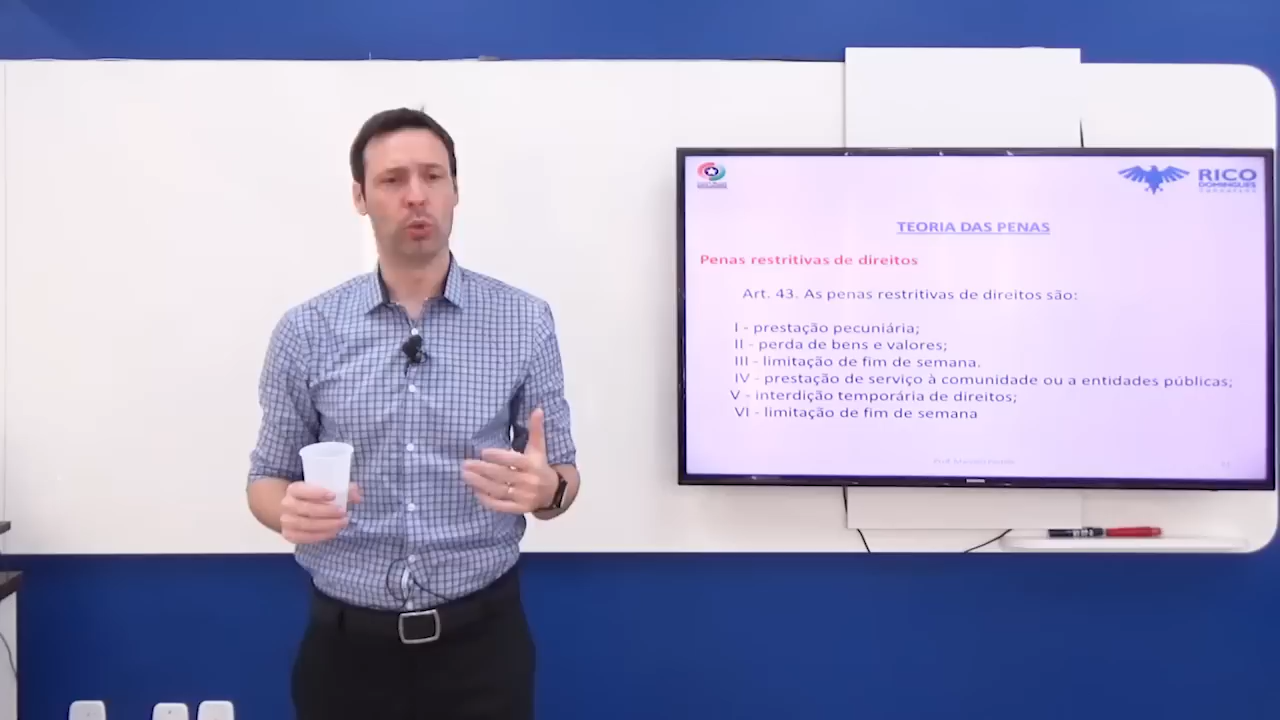 RICO
DOMINGUES
TEORIA DAS PENAS
Penas restritivas de direitos
Art. 43. As penas restritivas de direitos são:
I - prestação pecuniária;
II - perda de bens e valores;
III - limitação de fim de semana.
IV - prestação de serviço à comunidade ou a entidades públicas;
V - interdição temporária de direitos;
VI - limitação de fim de semana